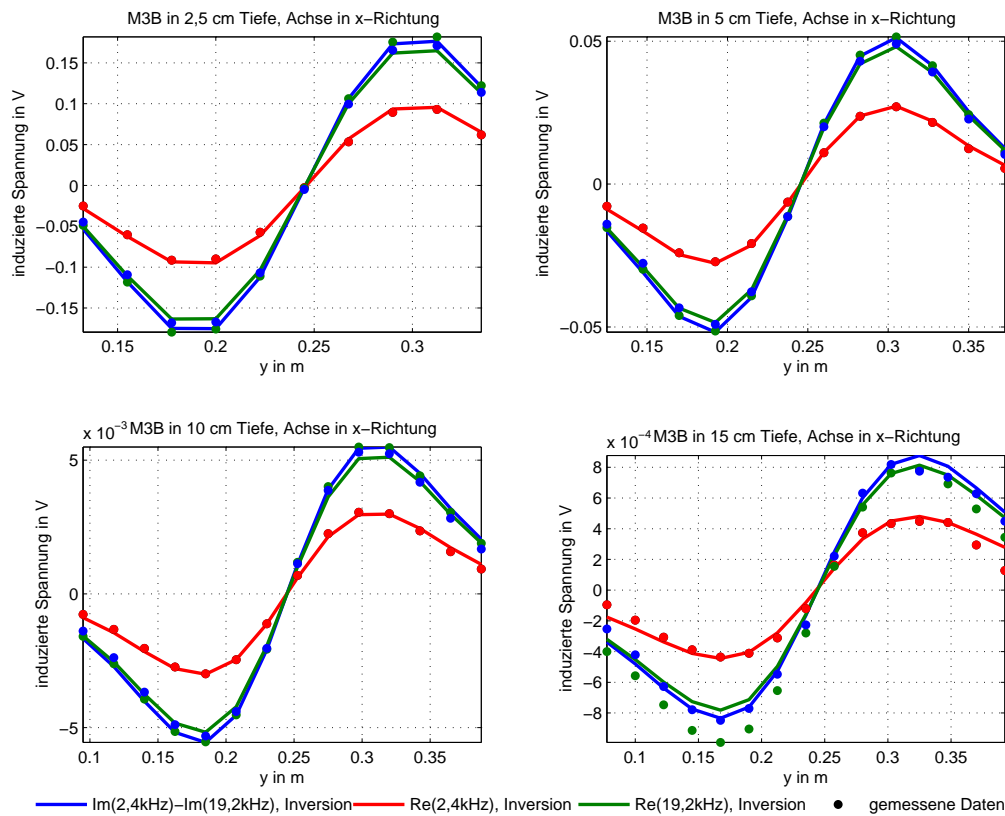 M3B in 2,5 cm Tiefe, Achse in x−Richtung
0.15
0.1
0.05
0
−0.05
−0.1
−0.15
induzierte Spannung in V
0.15
0.2
0.25
0.3
y in m
M3B in 5 cm Tiefe, Achse in x−Richtung
0.05
0
−0.05
induzierte Spannung in V
0.15
0.2
0.25
0.3
0.35
y in m
x 10⁻³
M3B in 10 cm Tiefe, Achse in x−Richtung
5
0
−5
induzierte Spannung in V
0.1
0.15
0.2
0.25
0.3
0.35
y in m
x 10⁻⁴
M3B in 15 cm Tiefe, Achse in x−Richtung
8
6
4
2
0
−2
−4
−6
−8
induzierte Spannung in V
0.1
0.15
0.2
0.25
0.3
0.35
y in m
Im(2,4kHz)−Im(19,2kHz), Inversion
Re(2,4kHz), Inversion
Re(19,2kHz), Inversion
gemessene Daten